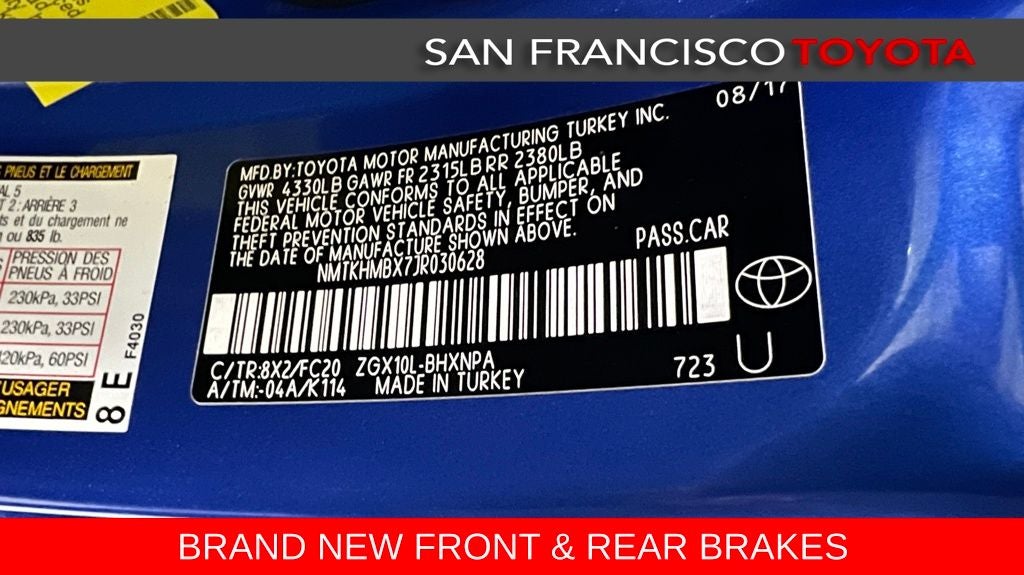 SAN FRANCISCO TOYOTA
08/17
MFD.BY:TOYOTA MOTOR MANUFACTURING TURKEY INC.
GVWR 4330LB GAWR FR 2315LB RR 2380LB
THIS VEHICLE CONFORMS TO ALL APPLICABLE
FEDERAL MOTOR VEHICLE SAFETY, BUMPER, AND
THEFT PREVENTION STANDARDS IN EFFECT ON
THE DATE OF MANUFACTURE SHOWN ABOVE.
NMTKHMBX7JR030628
PASS.CAR
C/TR:8X2/FC20 ZGX10L-BHXNPA
A/TM:-04A/K114 MADE IN TURKEY
723
U
PNEUS ET LE CHARGEMENT
5
2: ARRIÈRE 3
et du chargement ne
ou 835 lb.
PRESSION DES
PNEUS À FROID
230kPa, 33PSI
230kPa, 33PSI
420kPa, 60PSI
USAGER
8 E
F4030
BRAND NEW FRONT & REAR BRAKES